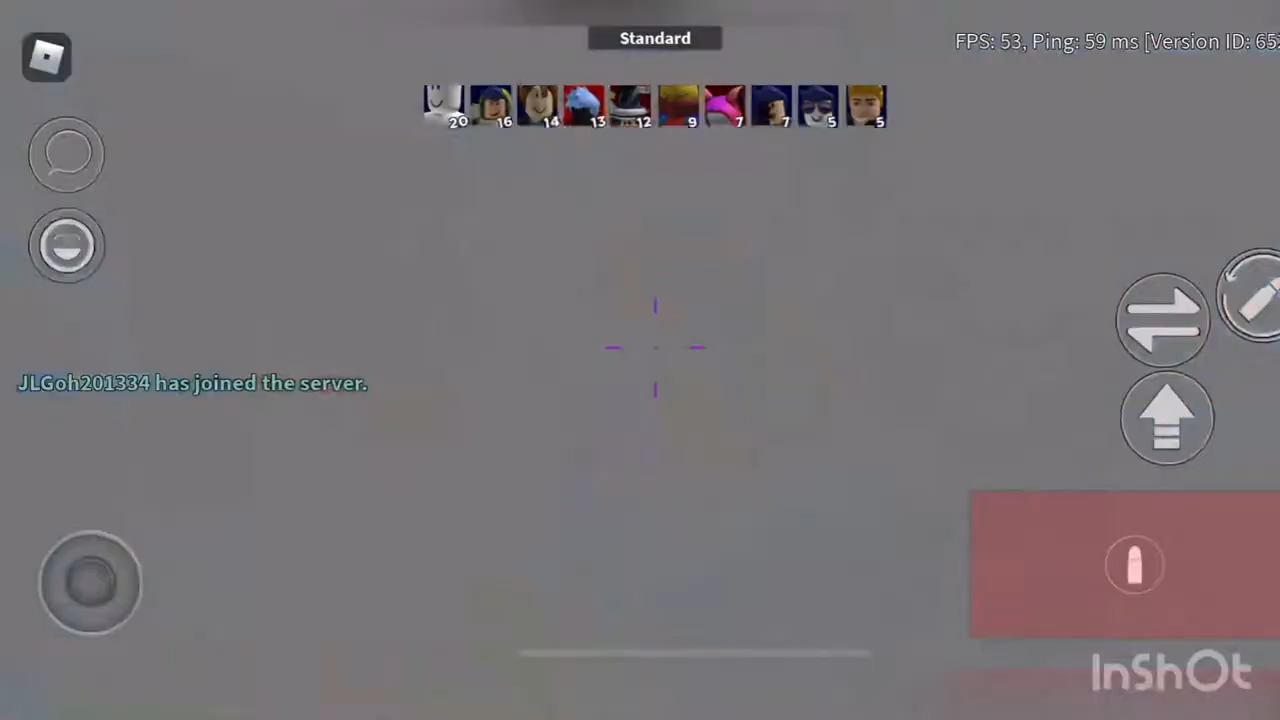 Standard
FPS: 53, Ping: 59 ms [Version ID: 65
20 16 14 13 12 9 7 7 5 5
JLGoh201334 has joined the server.
InShOt